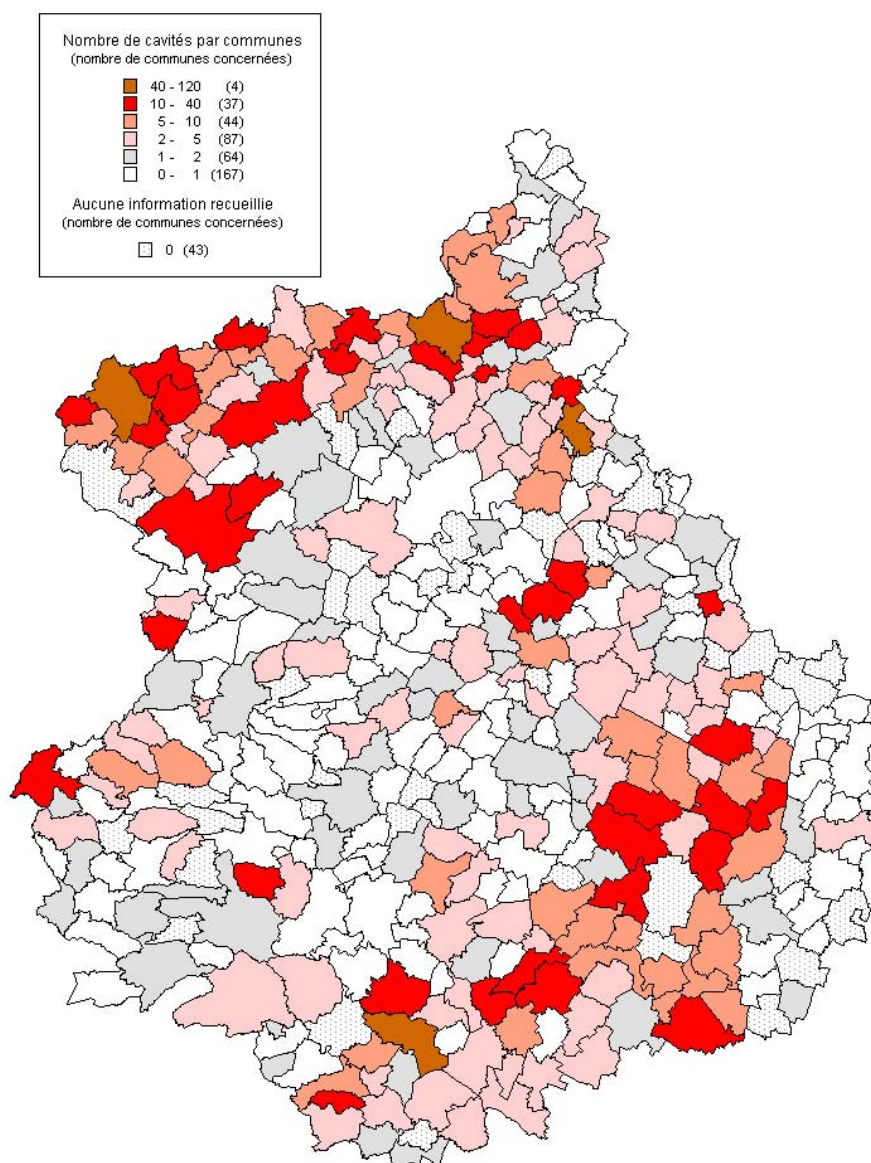 Nombre de cavités par communes
(nombre de communes concernées)
40 - 120 (4)
10 - 40 (37)
5 - 10 (44)
2 - 5 (87)
1 - 2 (64)
0 - 1 (167)
Aucune information recueillie
(nombre de communes concernées)
0 (43)